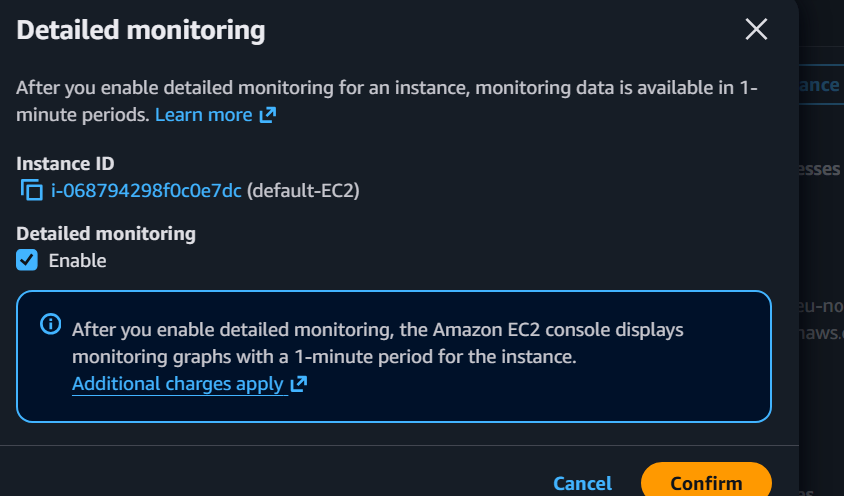 Detailed monitoring
After you enable detailed monitoring for an instance, monitoring data is available in 1-
minute periods. Learn more
Instance ID
i-068794298f0c0e7dc (default-EC2)
Detailed monitoring
Enable
After you enable detailed monitoring, the Amazon EC2 console displays
monitoring graphs with a 1-minute period for the instance.
Additional charges apply
Cancel Confirm
ance
esses
eu-no
naws.